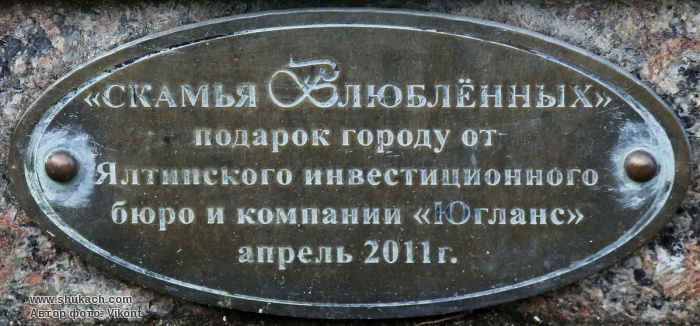 «СКАМЬЯ ВЛЮБЛЁННЫХ»
подарок городу от
Ялтинского инвестиционного
бюро и компании «Югланс»
апрель 2011г.
www.shukach.com
Автор фото: Vikont